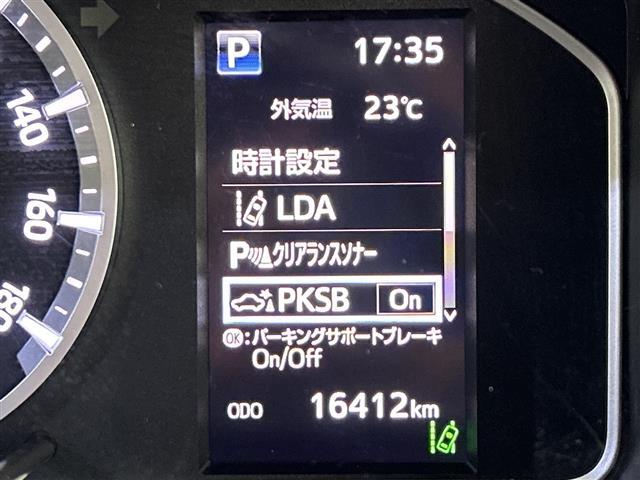 P 17:35
外気温 23℃
時計設定
LDA
P クリアランスソナー
PKSB On
OK:パーキングサポートブレーキ
On/Off
ODO 16412km
140
160
180